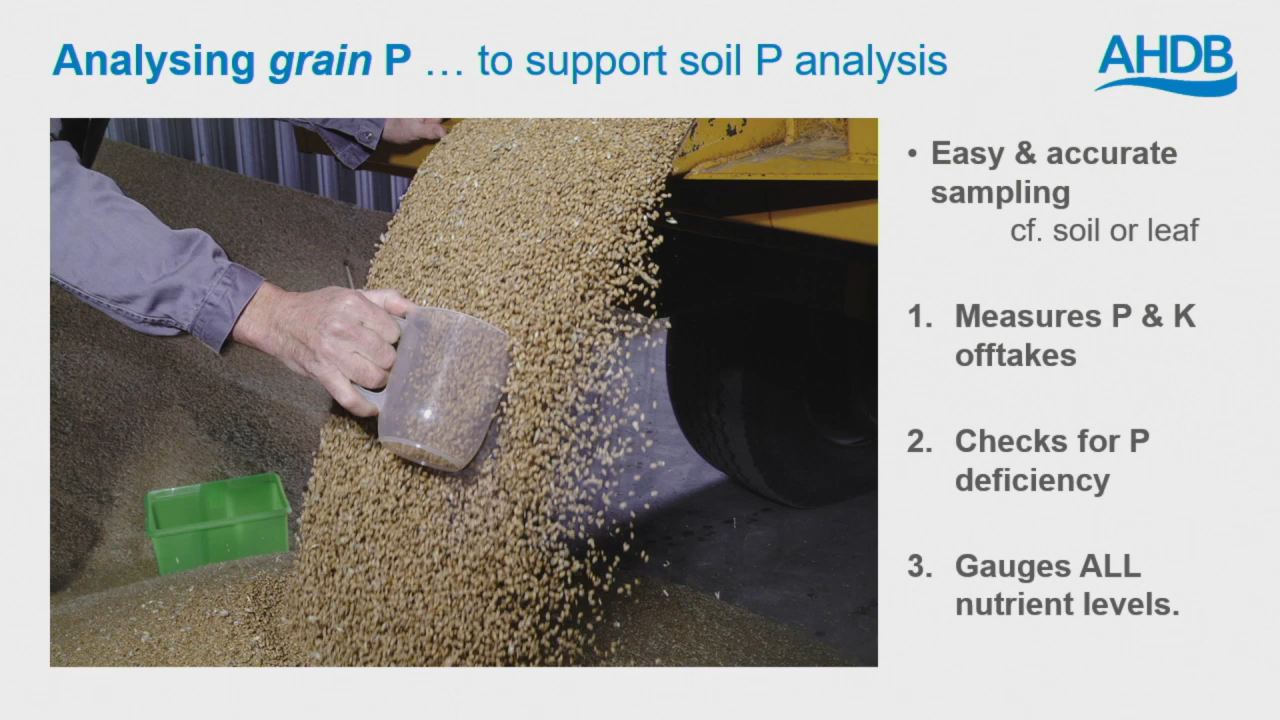 Analysing grain P … to support soil P analysis
AHDB
• Easy & accurate
sampling
cf. soil or leaf
1. Measures P & K
offtakes
2. Checks for P
deficiency
3. Gauges ALL
nutrient levels.